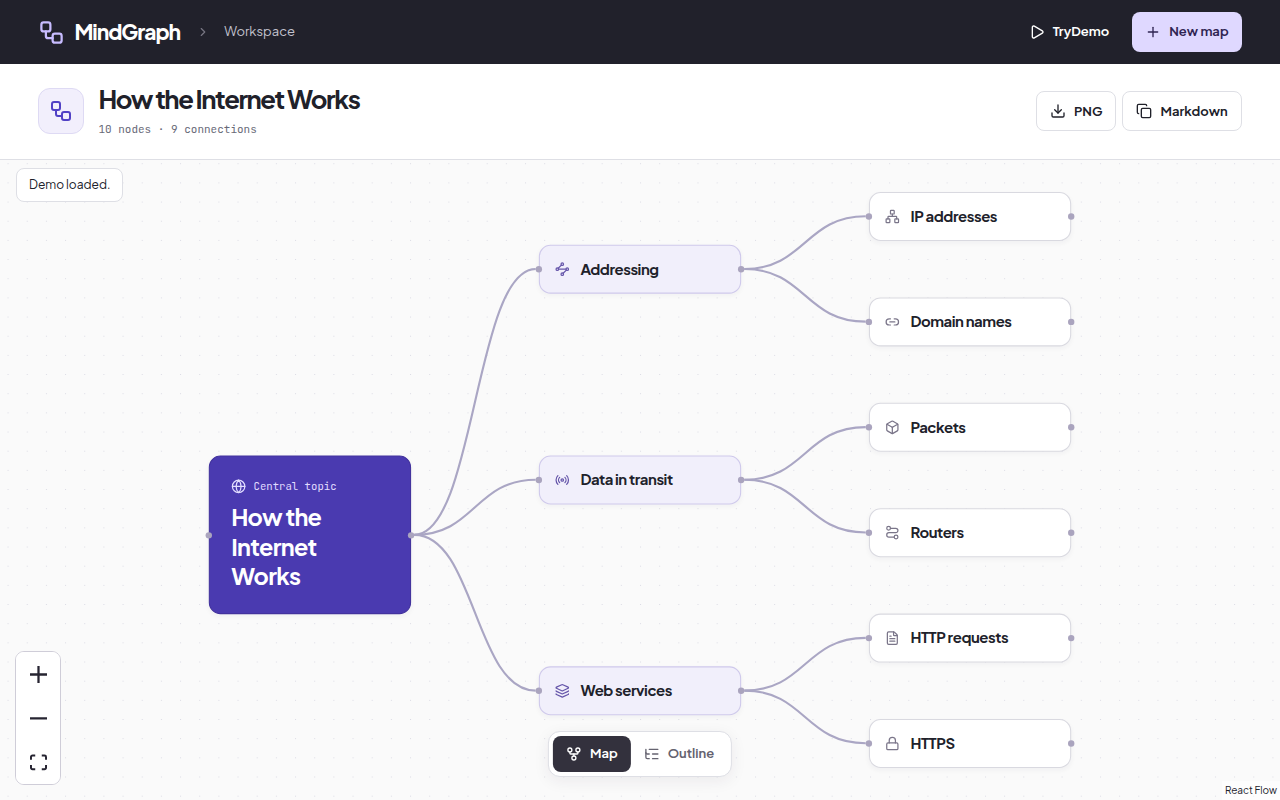 MindGraph
Workspace
TryDemo
New map
How the Internet Works
10 nodes · 9 connections
PNG
Markdown
Demo loaded.
IP addresses
Addressing
Domain names
Packets
Data in transit
Routers
Central topic
How the
Internet
Works
HTTP requests
Web services
HTTPS
Map
Outline
React Flow